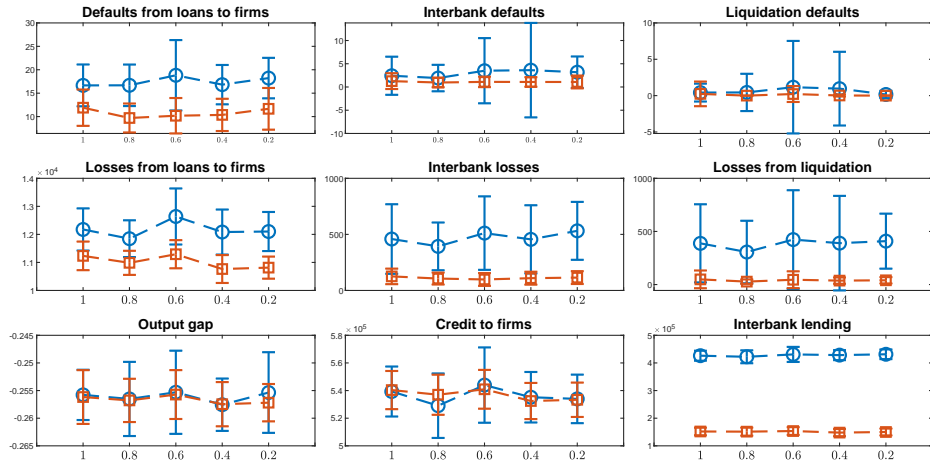 Defaults from loans to firms
30
25
20
15
10
1 0.8 0.6 0.4 0.2
Interbank defaults
10
5
0
-5
-10
1 0.8 0.6 0.4 0.2
Liquidation defaults
5
0
-5
1 0.8 0.6 0.4 0.2
Losses from loans to firms
× 10⁴
1.4
1.3
1.2
1.1
1
1 0.8 0.6 0.4 0.2
Interbank losses
1000
500
0
1 0.8 0.6 0.4 0.2
Losses from liquidation
1000
500
0
1 0.8 0.6 0.4 0.2
Output gap
-0.245
-0.25
-0.255
-0.26
-0.265
1 0.8 0.6 0.4 0.2
Credit to firms
× 10⁵
5.8
5.6
5.4
5.2
5
1 0.8 0.6 0.4 0.2
Interbank lending
× 10⁵
5
4
3
2
1
1 0.8 0.6 0.4 0.2